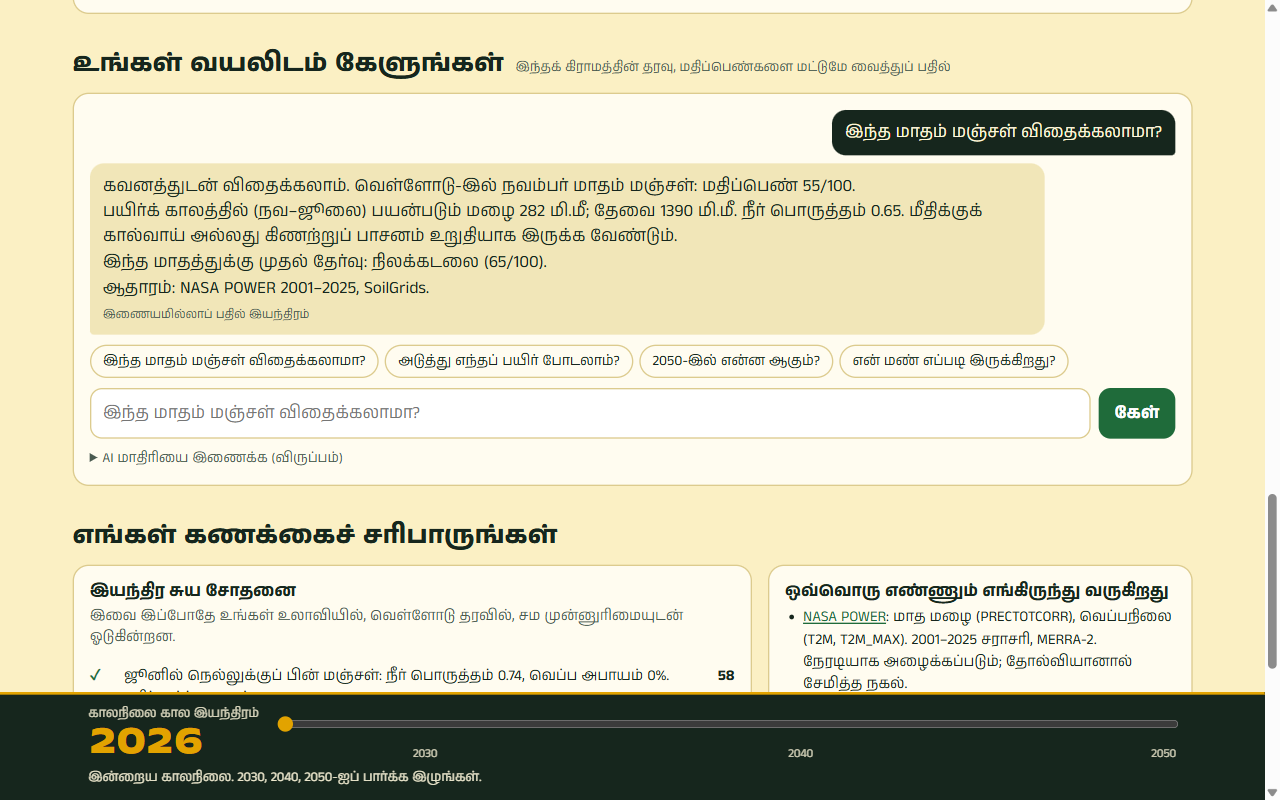 உங்கள் வயலிடம் கேளுங்கள் இந்தக் கிராமத்தின் தரவு, மதிப்பெண்களை மட்டுமே வைத்துப் பதில்
இந்த மாதம் மஞ்சள் விதைக்கலாமா?
கவனத்துடன் விதைக்கலாம். வெள்ளோடு-இல் நவம்பர் மாதம் மஞ்சள்: மதிப்பெண் 55/100.
பயிர்க் காலத்தில் (நவ–ஜூலை) பயன்படும் மழை 282 மி.மீ; தேவை 1390 மி.மீ. நீர் பொருத்தம் 0.65. மீதிக்குக்
கால்வாய் அல்லது கிணற்றுப் பாசனம் உறுதியாக இருக்க வேண்டும்.
இந்த மாதத்துக்கு முதல் தேர்வு: நிலக்கடலை (65/100).
ஆதாரம்: NASA POWER 2001–2025, SoilGrids.
இணையமில்லாப் பதில் இயந்திரம்
இந்த மாதம் மஞ்சள் விதைக்கலாமா? அடுத்து எந்தப் பயிர் போடலாம்? 2050-இல் என்ன ஆகும்? என் மண் எப்படி இருக்கிறது?
இந்த மாதம் மஞ்சள் விதைக்கலாமா? கேள்
▶ AI மாதிரியை இணைக்க (விருப்பம்)
எங்கள் கணக்கைச் சரிபாருங்கள்
இயந்திர சுய சோதனை
இவை இப்போதே உங்கள் உலாவியில், வெள்ளோடு தரவில், சம முன்னுரிமையுடன்
ஓடுகின்றன.
✓ ஜூனில் நெல்லுக்குப் பின் மஞ்சள்: நீர் பொருத்தம் 0.74, வெப்ப அபாயம் 0%. 58
ஒவ்வொரு எண்ணும் எங்கிருந்து வருகிறது
• NASA POWER: மாத மழை (PRECTOTCORR), வெப்பநிலை
(T2M, T2M_MAX). 2001–2025 சராசரி, MERRA-2.
நேரடியாக அழைக்கப்படும்; தோல்வியானால்
சேமித்த நகல்.
காலநிலை கால இயந்திரம்
2026
2030 2040 2050
இன்றைய காலநிலை. 2030, 2040, 2050-ஐப் பார்க்க இழுங்கள்.